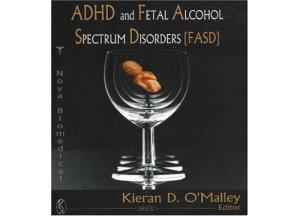 ADHD and Fetal Alcohol
Spectrum Disorders (FASD)
Nova Biomedical
Kieran D. O'Malley
Editor